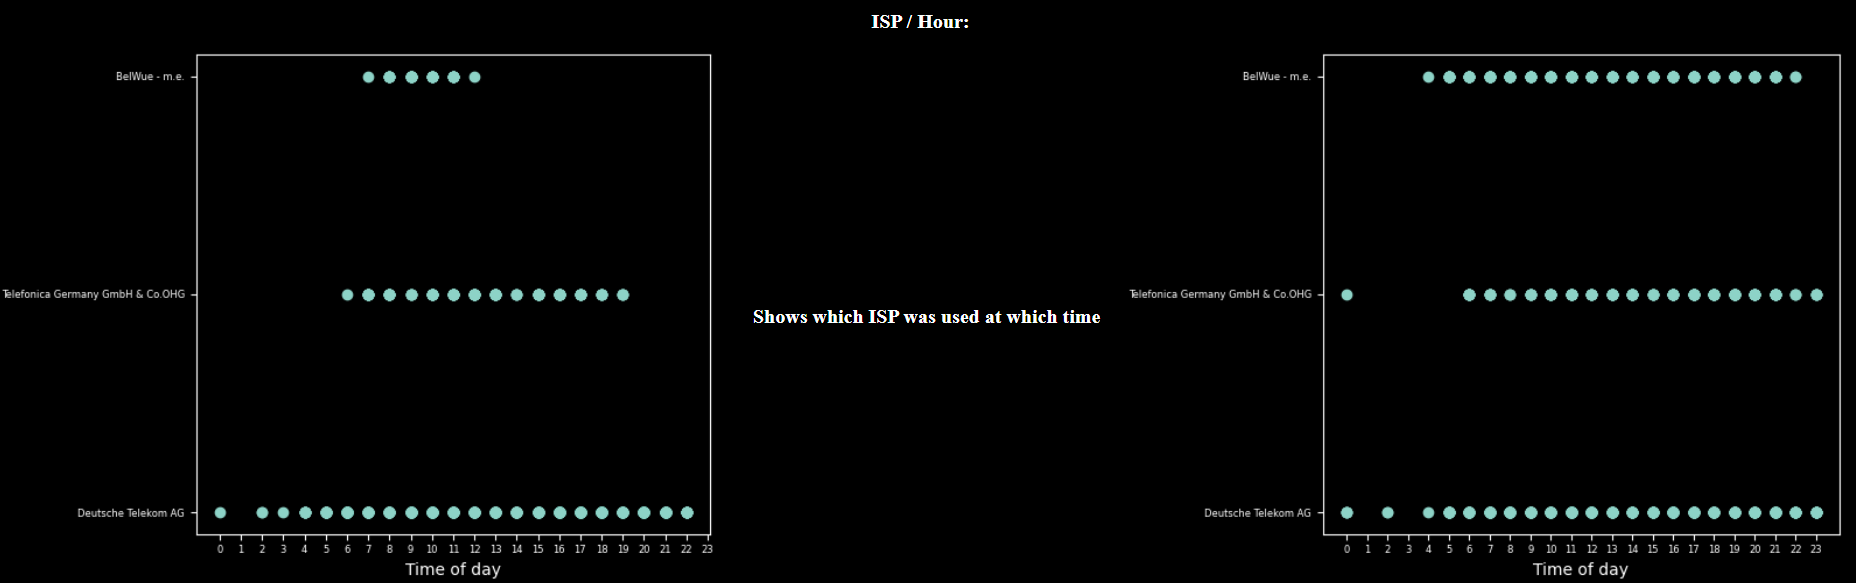 ISP / Hour:
BelWue - m.e.
Telefonica Germany GmbH & Co.OHG
Deutsche Telekom AG
0 1 2 3 4 5 6 7 8 9 10 11 12 13 14 15 16 17 18 19 20 21 22 23
Time of day
Shows which ISP was used at which time
BelWue - m.e.
Telefonica Germany GmbH & Co.OHG
Deutsche Telekom AG
0 1 2 3 4 5 6 7 8 9 10 11 12 13 14 15 16 17 18 19 20 21 22 23
Time of day